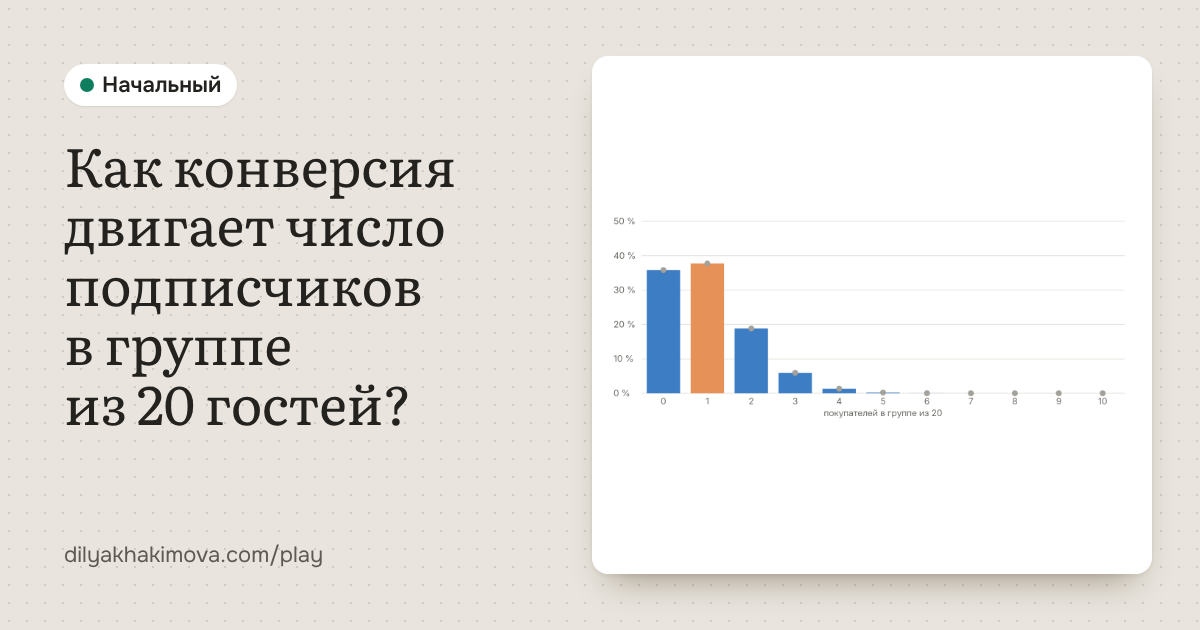 Начальный
Как конверсия
двигает число
подписчиков
в группе
из 20 гостей?
dilyakhakimova.com/play
50 %
40 %
30 %
20 %
10 %
0 %
0 1 2 3 4 5 6 7 8 9 10
покупателей в группе из 20